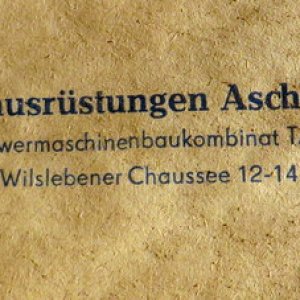 ausrüstungen Asch
wermaschinenbaukombinat T
Wilslebener Chaussee 12-14